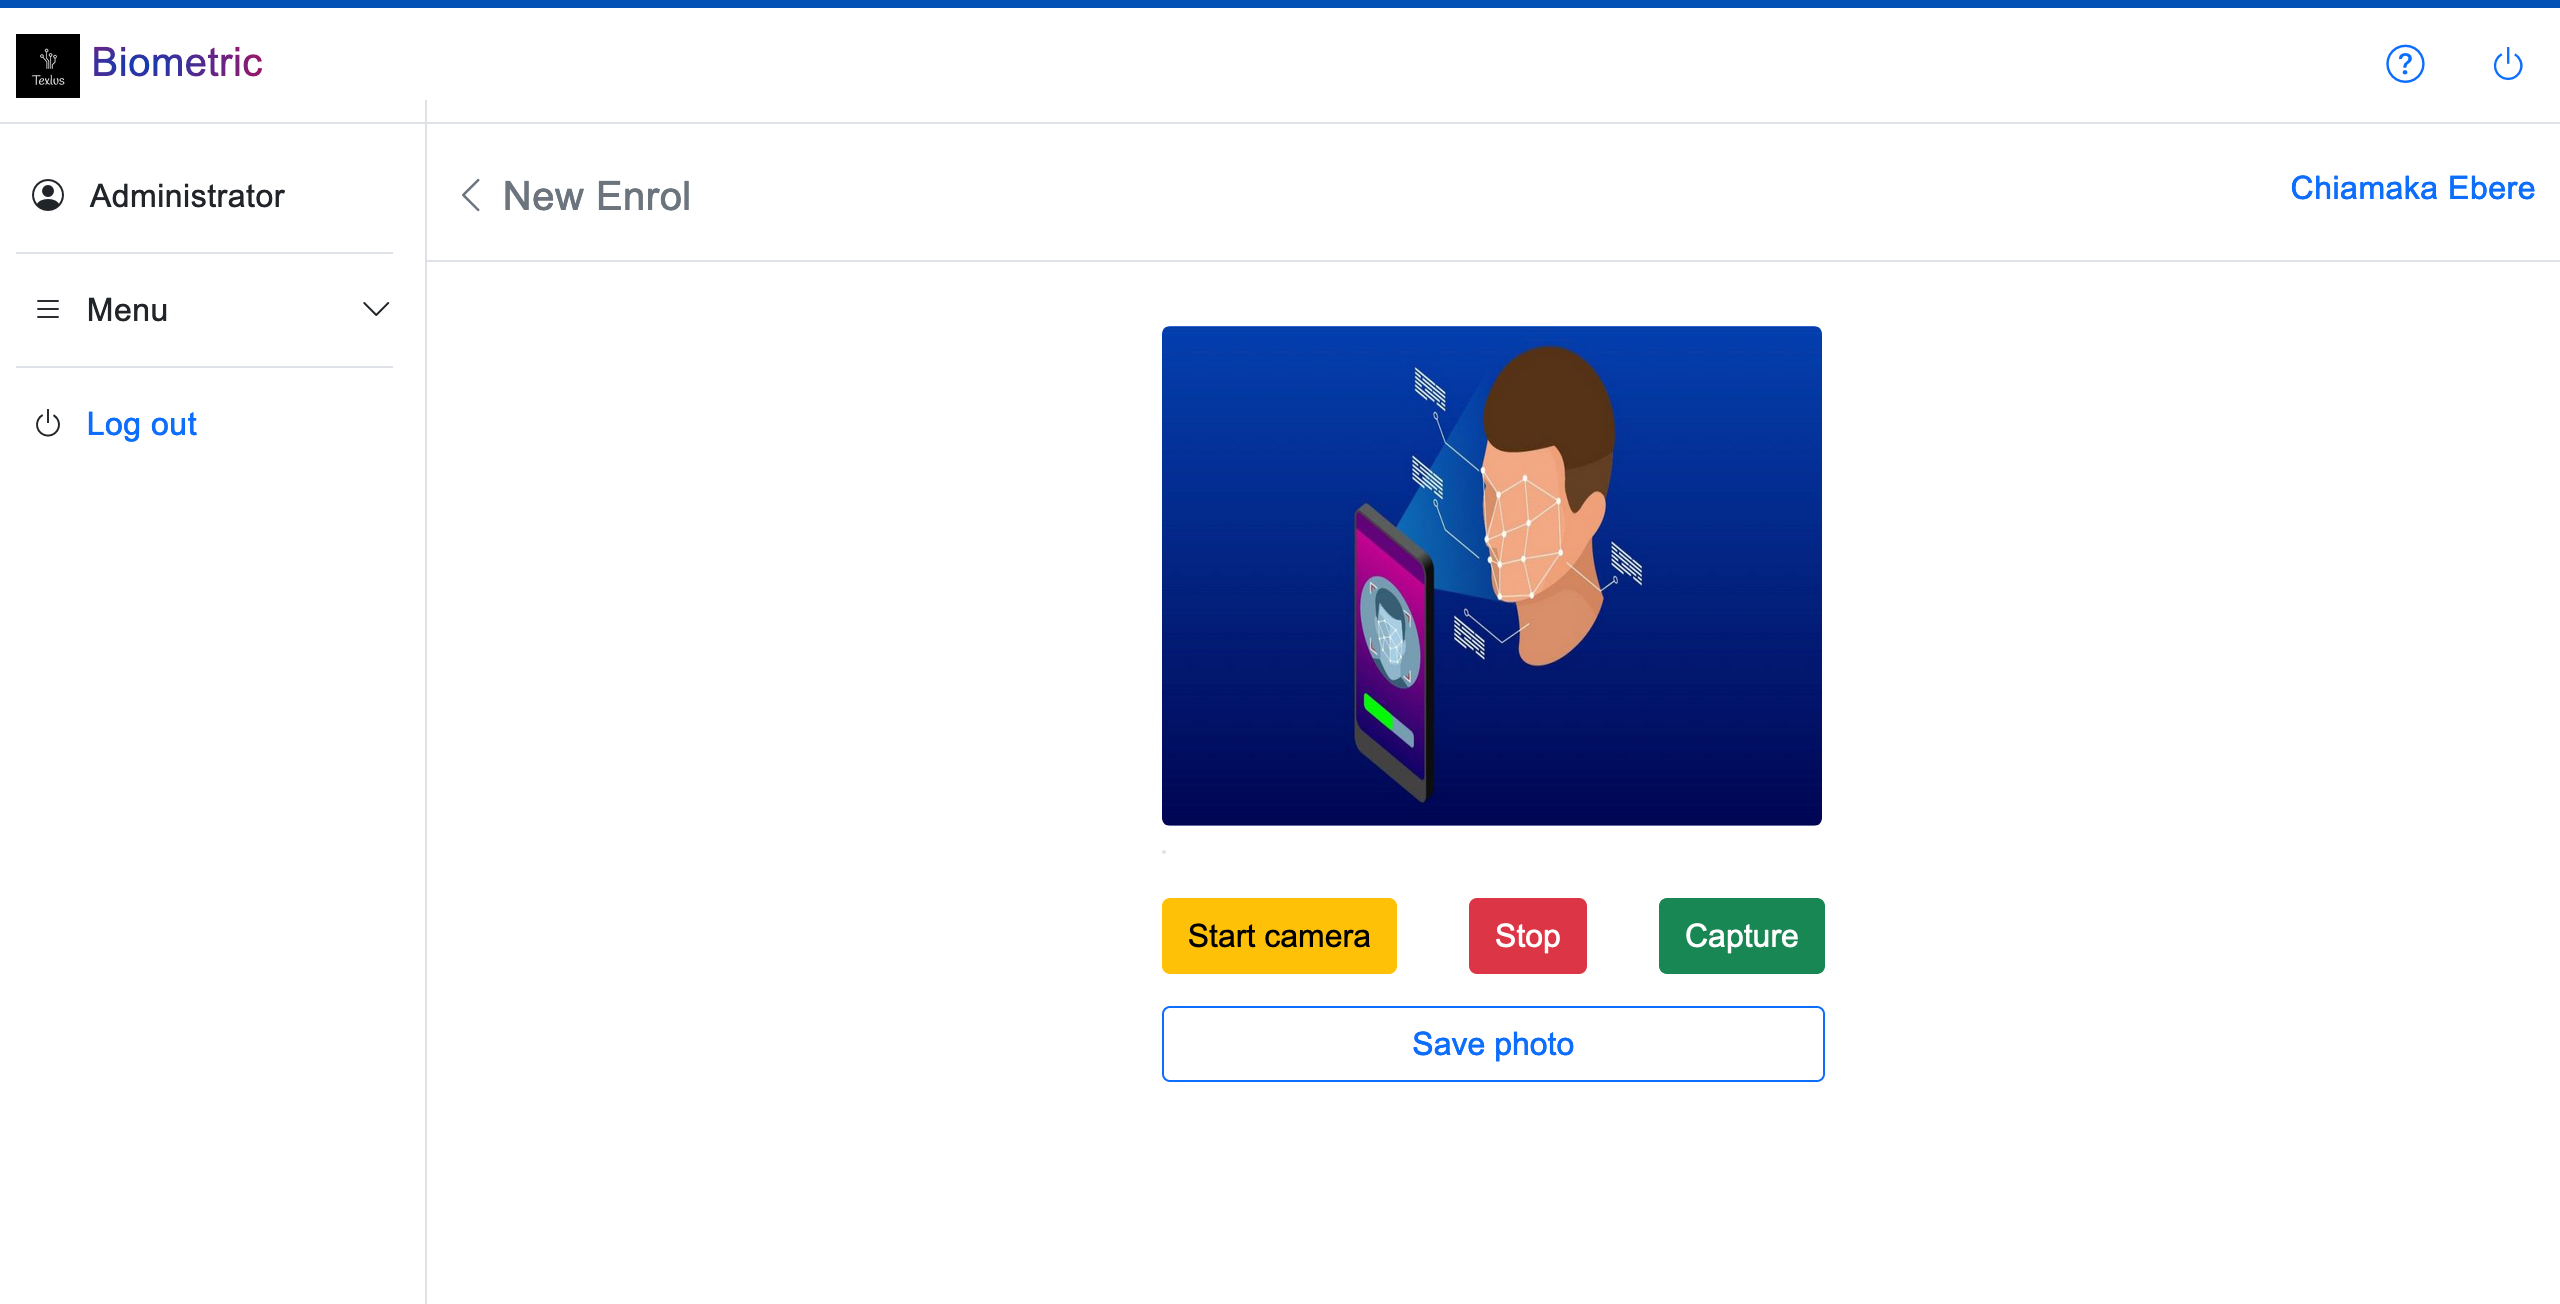 Texlus
Biometric
?
Administrator
New Enrol
Chiamaka Ebere
Menu
Log out
Start camera
Stop
Capture
Save photo